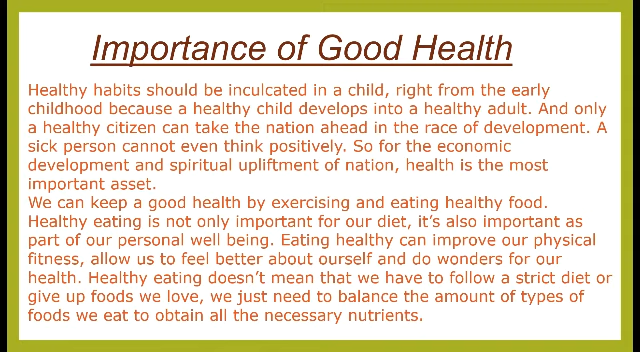 Importance of Good Health
Healthy habits should be inculcated in a child, right from the early
childhood because a healthy child develops into a healthy adult. And only
a healthy citizen can take the nation ahead in the race of development. A
sick person cannot even think positively. So for the economic
development and spiritual upliftment of nation, health is the most
important asset.
We can keep a good health by exercising and eating healthy food.
Healthy eating is not only important for our diet, it's also important as
part of our personal well being. Eating healthy can improve our physical
fitness, allow us to feel better about ourself and do wonders for our
health. Healthy eating doesn't mean that we have to follow a strict diet or
give up foods we love, we just need to balance the amount of types of
foods we eat to obtain all the necessary nutrients.